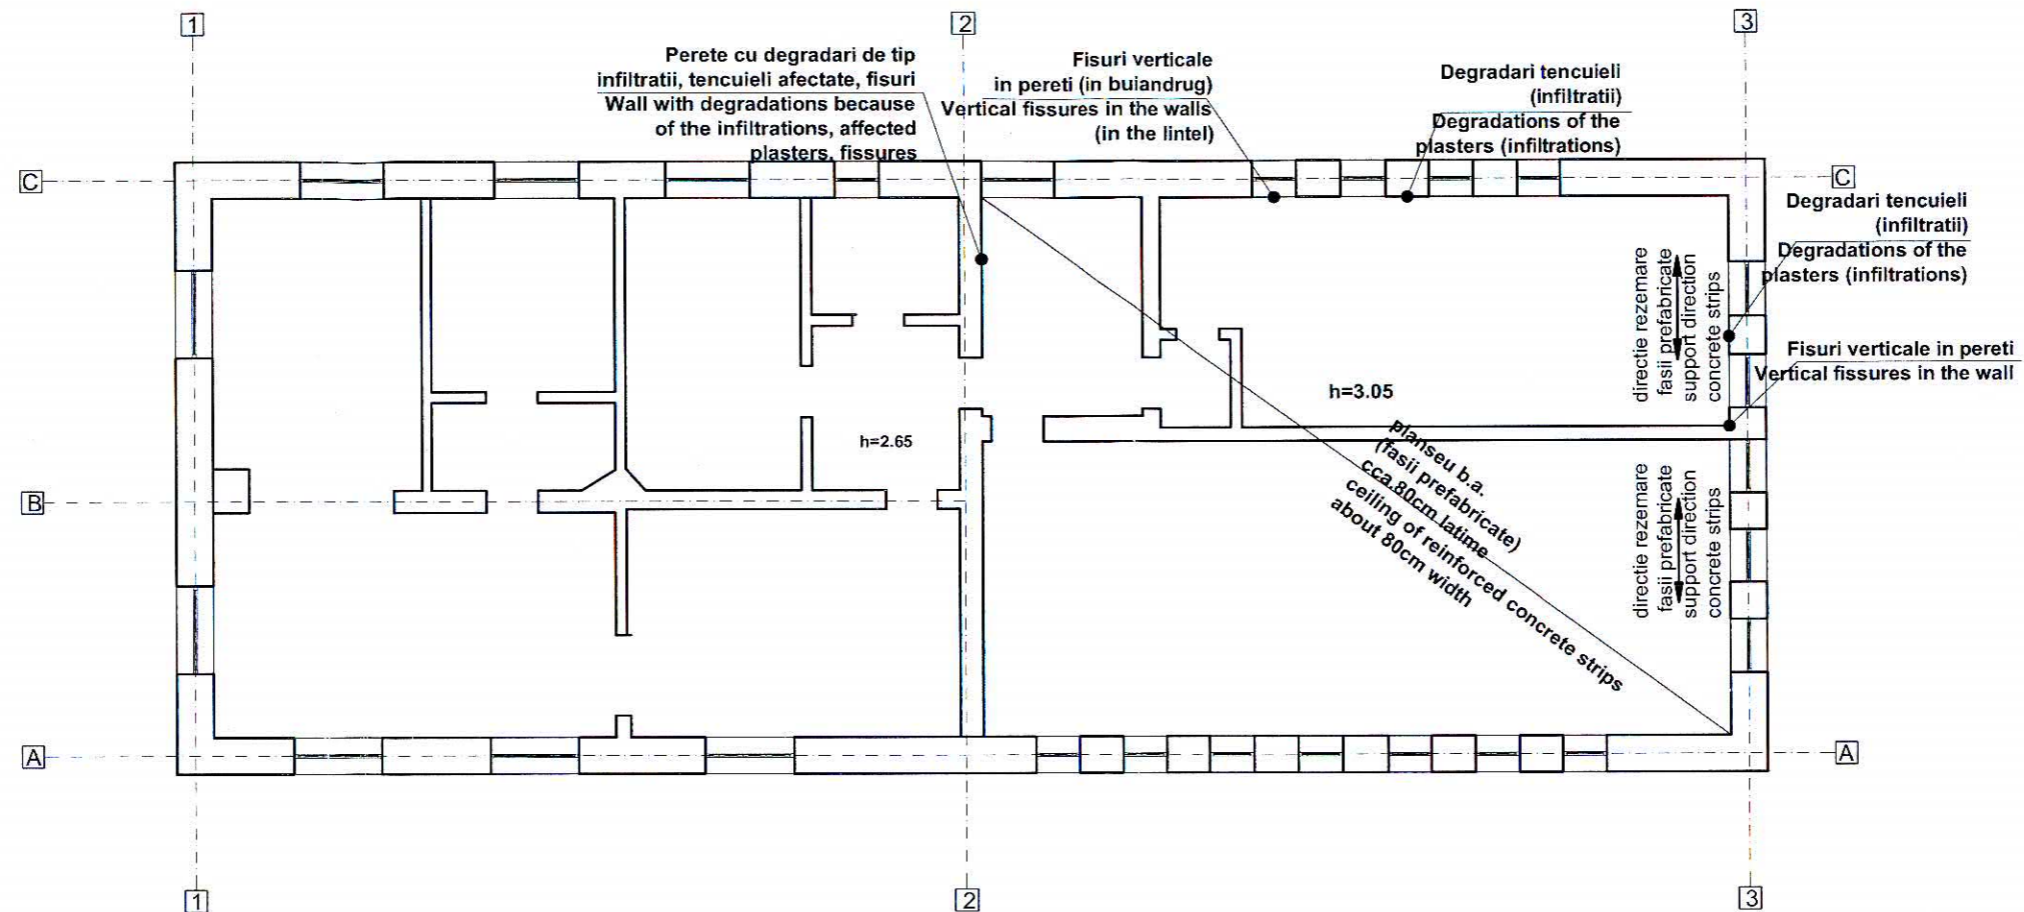 1
2
3
Perete cu degradari de tip
infiltratii, tencuieli afectate, fisuri
Wall with degradations because
of the infiltrations, affected
plasters, fissures
Fisuri verticale
in pereti (in buiandrug)
Vertical fissures in the walls
(in the lintel)
Degradari tencuieli
(infiltratii)
Degradations of the
plasters (infiltrations)
C
C
Degradari tencuieli
(infiltratii)
Degradations of the
plasters (infiltrations)
directie rezemare
fasii prefabricate
support direction
concrete strips
Fisuri verticale in pereti
Vertical fissures in the wall
h=3.05
h=2.65
planseu b.a.
(fasii prefabricate)
cca.80cm latime
ceiling of reinforced concrete strips
about 80cm width
directie rezemare
fasii prefabricate
support direction
concrete strips
B
A
A
1
2
3